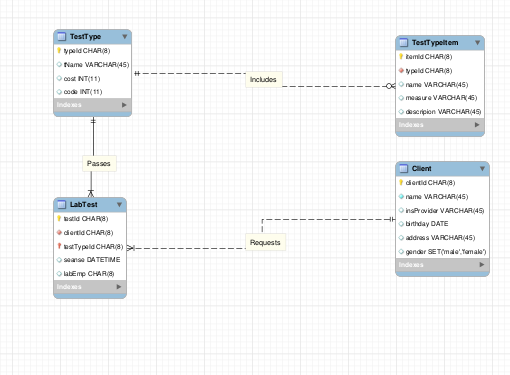 TestType
typeId CHAR(8)
tName VARCHAR(45)
cost INT(11)
code INT(11)
Indexes
Includes
TestTypeItem
itemId CHAR(8)
typeId CHAR(8)
name VARCHAR(45)
measure VARCHAR(45)
descripion VARCHAR(45)
Indexes
Passes
LabTest
testId CHAR(8)
clientId CHAR(8)
testTypeId CHAR(8)
seanse DATETIME
labEmp CHAR(8)
Indexes
Requests
Client
clientId CHAR(8)
name VARCHAR(45)
insProvider VARCHAR(45)
birthday DATE
address VARCHAR(45)
gender SET('male','female')
Indexes